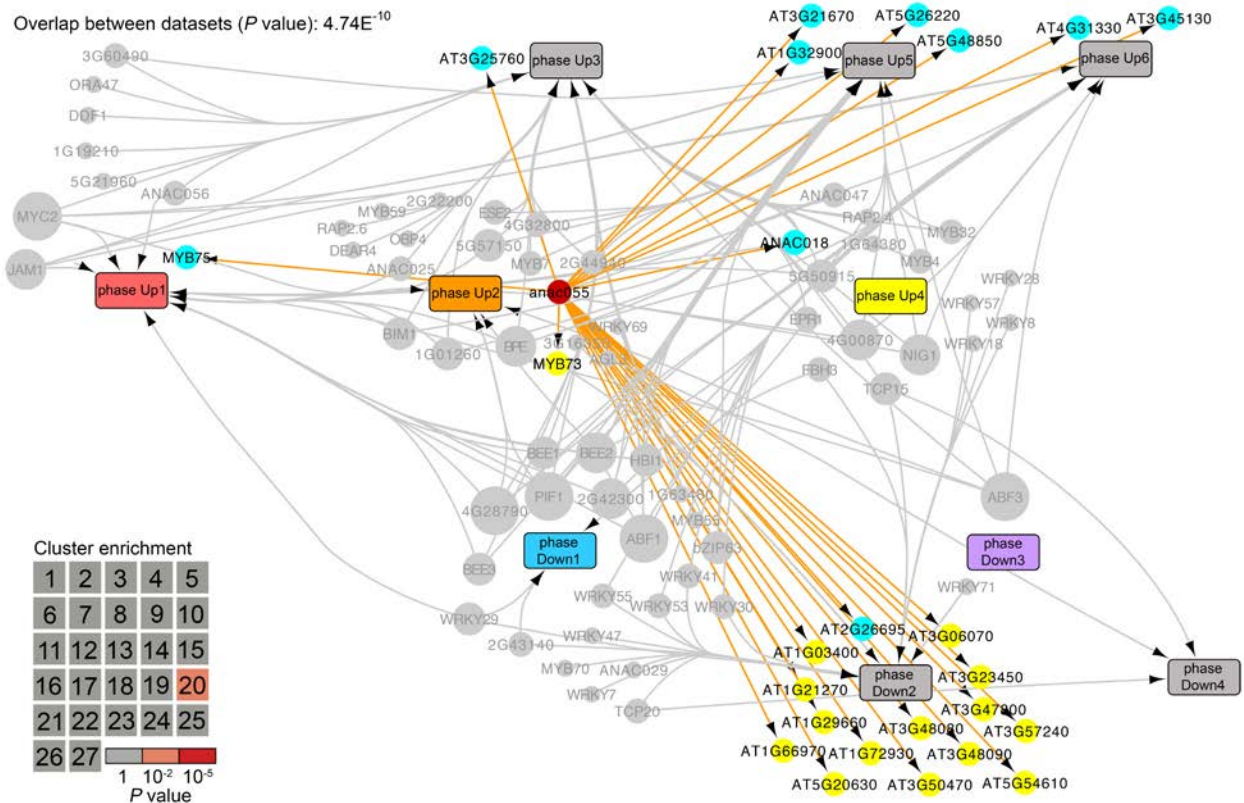 Overlap between datasets (P value): 4.74E⁻¹⁰
AT3G21670
AT5G26220
AT4G31330
AT3G45130
3G60490
AT3G25760
phase Up3
AT1G32900
phase Up5
AT5G48850
phase Up6
ORA47
DDF1
1G19210
5G21960
ANAC056
ANAC047
MYC2
MYB59
2G22200
ESE2
4G32800
RAP2.4
RAP2.6
MYB32
DEAR4
OBP4
5G57150
ANAC018
1G64380
MYB75
JAM1
ANAC025
MYB7
2G44940
5G50915
MYB4
WRKY28
phase Up1
phase Up2
anac055
phase Up4
WRKY57
BIM1
BPE
WRKY69
EPR1
WRKY8
1G01260
4G00870
NIG1
WRKY18
MYB73
FBH3
TCP15
BEE1
BEE2
HBI1
PIF1
2G42300
1G63480
ABF3
4G28790
MYB55
ABF1
bZIP63
phase
Down1
phase
Down3
BEE3
WRKY41
WRKY55
WRKY53
WRKY30
WRKY71
WRKY29
2G43140
WRKY47
AT2G26695
AT3G06070
AT1G03400
MYB70
ANAC029
phase
Down2
AT3G23450
phase
Down4
WRKY7
AT1G21270
TCP20
AT3G47900
AT1G29660
AT3G48080
AT3G57240
AT1G66970
AT1G72930
AT3G48090
AT5G20630
AT3G50470
AT5G54610
Cluster enrichment
1 2 3 4 5
6 7 8 9 10
11 12 13 14 15
16 17 18 19 20
21 22 23 24 25
26 27
1 10⁻² 10⁻⁵
P value